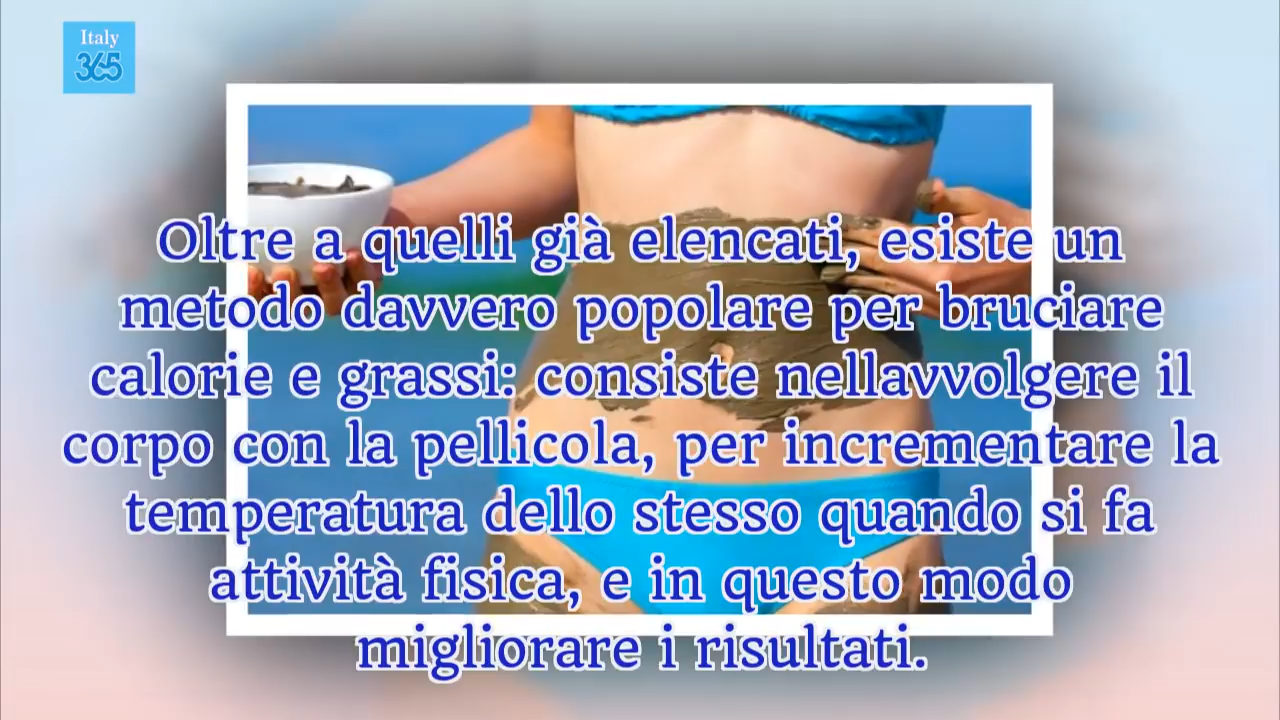 Italy
365
Oltre a quelli già elencati, esiste un
metodo davvero popolare per bruciare
calorie e grassi: consiste nellavvolgere il
corpo con la pellicola, per incrementare la
temperatura dello stesso quando si fa
attività fisica, e in questo modo
migliorare i risultati.